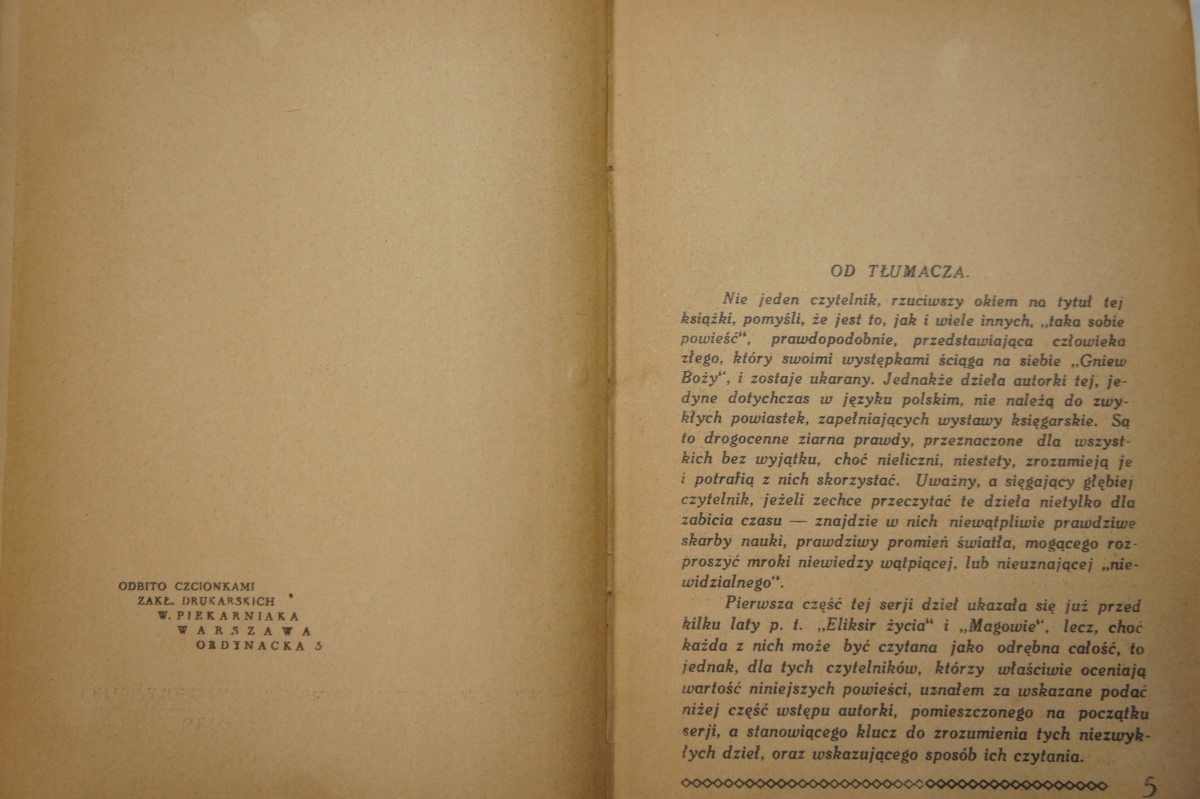 ODBITO CZCIONKAMI
ZAKŁ. DRUKARSKICH
W. PIEKARNIAKA
WARSZAWA
ORDYNACKA 5
OD TŁUMACZA.
Nie jeden czytelnik, rzuciwszy okiem na tytuł tej
książki, pomyśli, że jest to, jak i wiele innych, „taka sobie
powieść“, prawdopodobnie, przedstawiająca człowieka
złego, który swoimi występkami ściąga na siebie „Gniew
Boży“, i zostaje ukarany. Jednakże dzieła autorki tej, je-
dyne dotychczas w języku polskim, nie należą do zwy-
kłych powiastek, zapełniających wystawy księgarskie. Są
to drogocenne ziarna prawdy, przeznaczone dla wszyst-
kich bez wyjątku, choć nieliczni, niestety, zrozumieją je
i potrafią z nich skorzystać. Uważny, a sięgający głębiej
czytelnik, jeżeli zechce przeczytać te dzieła nietylko dla
zabicia czasu — znajdzie w nich niewątpliwie prawdziwe
skarby nauki, prawdziwy promień światła, mogącego roz-
proszyć mroki niewiedzy wątpiącej, lub nieuznającej „nie-
widzialnego“.
Pierwsza część tej serji dzieł ukazała się już przed
kilku laty p. t. „Eliksir życia“ i „Magowie“, lecz, choć
każda z nich może być czytana jako odrębna całość, to
jednak, dla tych czytelników, którzy właściwie oceniają
wartość niniejszych powieści, uznałem za wskazane podać
niżej część wstępu autorki, pomieszczonego na początku
serji, a stanowiącego klucz do zrozumienia tych niezwyk-
łych dzieł, oraz wskazującego sposób ich czytania.
5